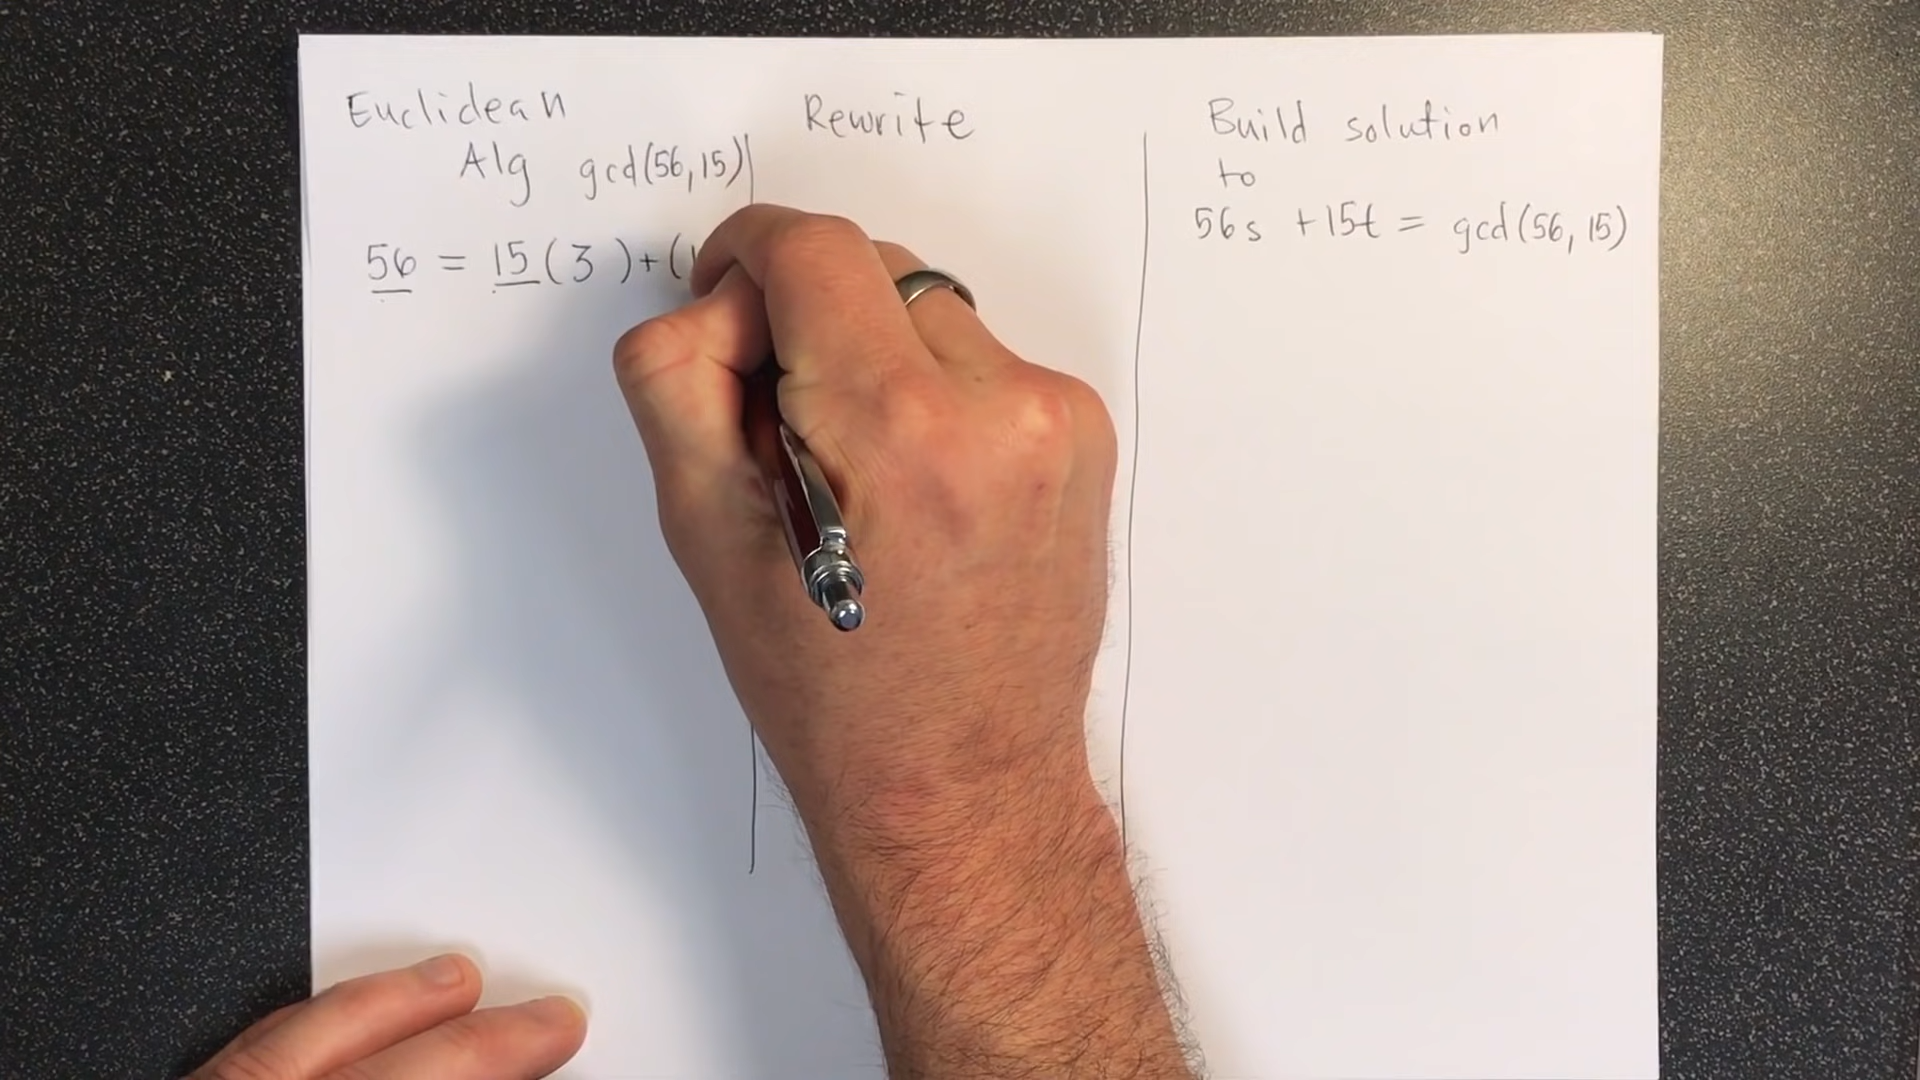 Euclidean
Alg gcd(56,15)
56 = 15(3)+(
Rewrite
Build solution
to
56s +15t = gcd(56, 15)